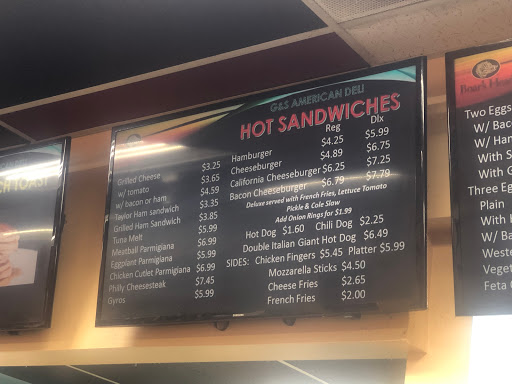 CH TOAST
G&S AMERICAN DELI
HOT SANDWICHES
Grilled Cheese $3.25
w/ tomato $3.65
w/ bacon or ham $4.59
Taylor Ham sandwich $3.35
Grilled Ham Sandwich $3.85
Tuna Melt $5.99
Meatball Parmigiana $5.99
Eggplant Parmigiana $5.99
Chicken Cutlet Parmigiana $6.99
Philly Cheesesteak $7.45
Gyros $5.99
Reg Dlx
Hamburger $4.25 $5.99
Cheeseburger $4.89 $6.75
California Cheeseburger $6.25 $7.25
Bacon Cheeseburger $6.79 $7.79
Deluxe served with French Fries, Lettuce Tomato
Pickle & Cole Slaw
Add Onion Rings for $1.99
Hot Dog $1.60 Chili Dog $2.25
Double Italian Giant Hot Dog $6.49
SIDES: Chicken Fingers $5.45 Platter $5.99
Mozzarella Sticks $4.50
Cheese Fries $2.65
French Fries $2.00
Boar's Hea
Two Eggs
W/ Bac
W/ Han
With S
With G
Three Eg
Plain
With
W/ Ba
Weste
Veget
Feta